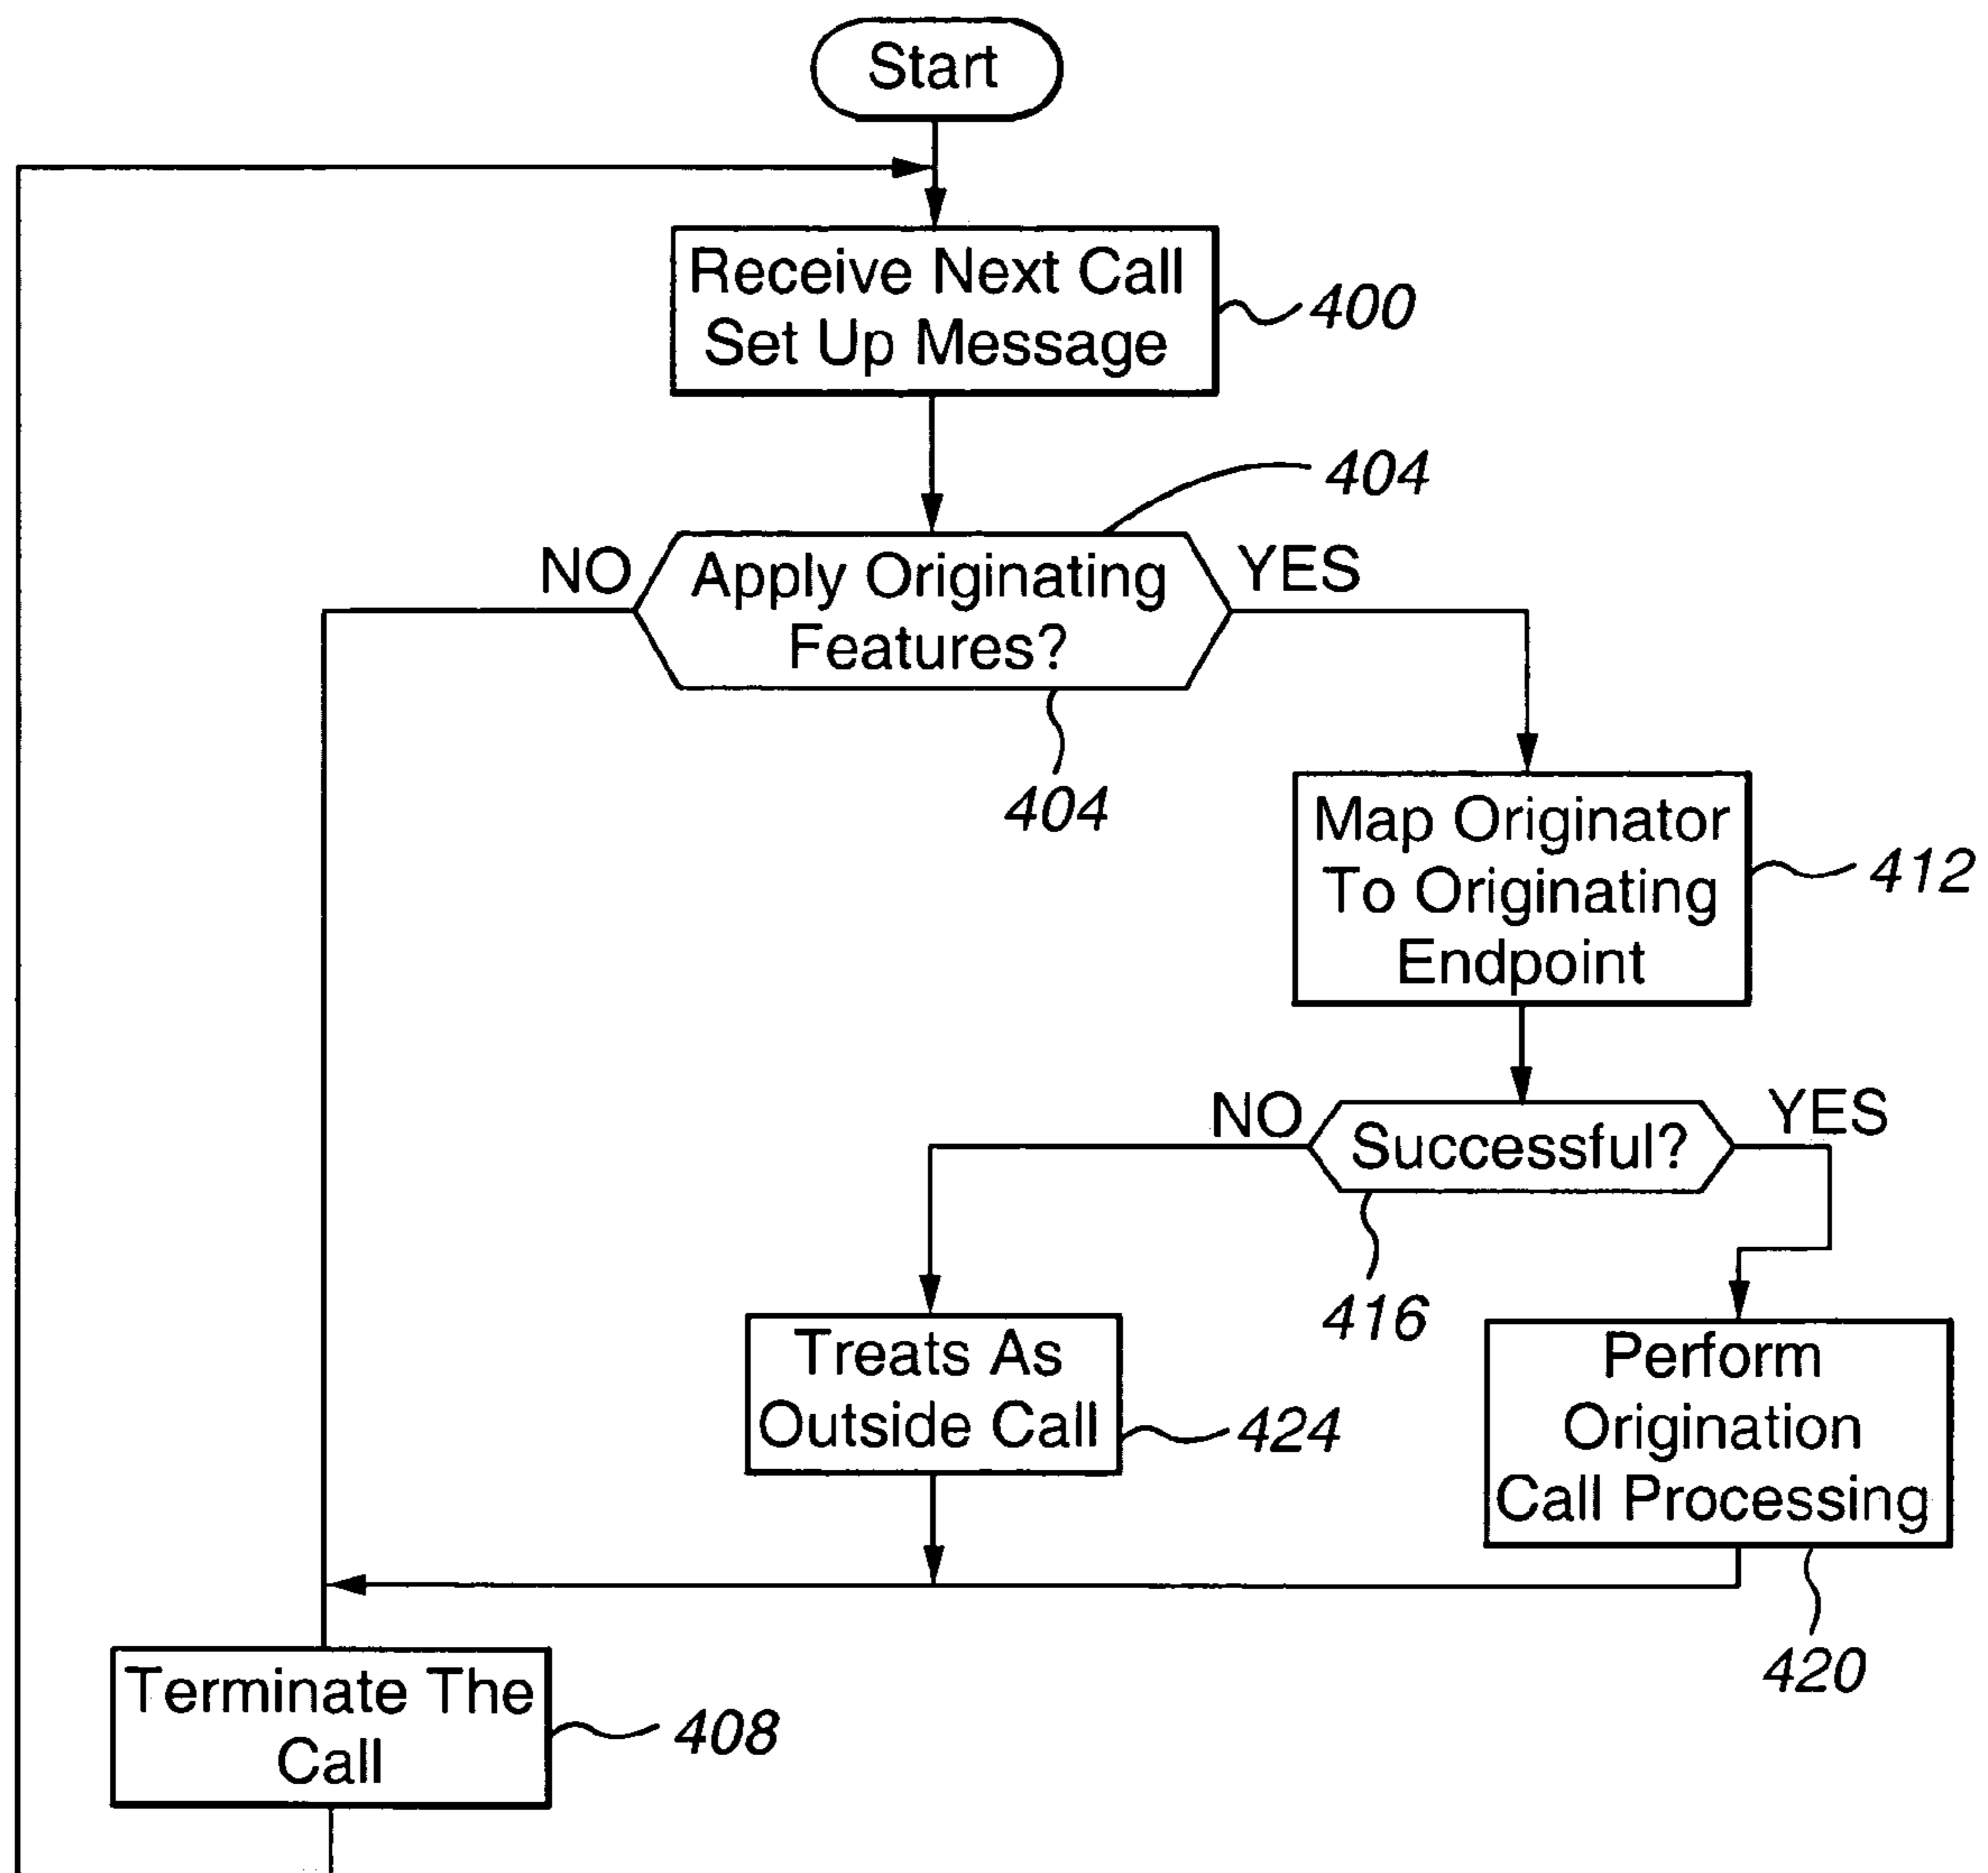 Start
Receive Next Call
Set Up Message
400
404
NO
Apply Originating
Features?
YES
404
Map Originator
To Originating
Endpoint
412
NO
Successful?
YES
416
Treats As
Outside Call
424
Perform
Origination
Call Processing
420
Terminate The
Call
408